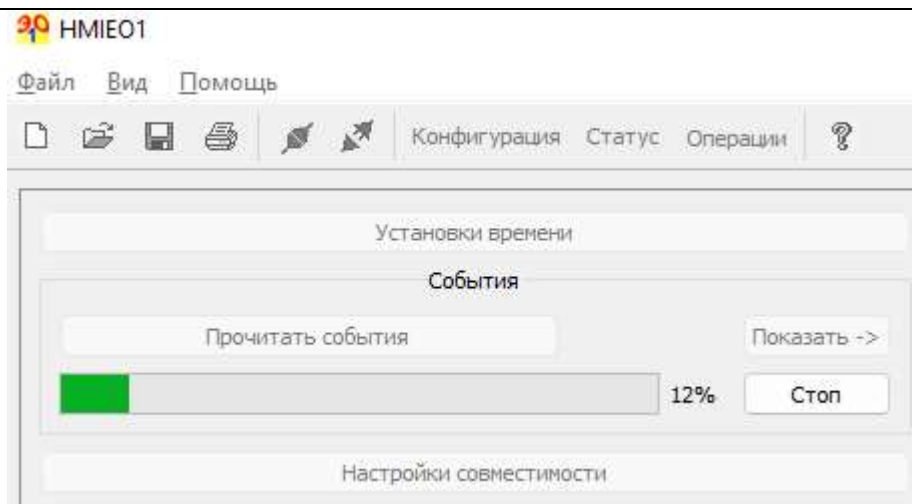 HMIEO1
Файл Вид Помощь
Конфигурация Статус Операции
Установки времени
События
Прочитать события Показать ->
12% Стоп
Настройки совместимости